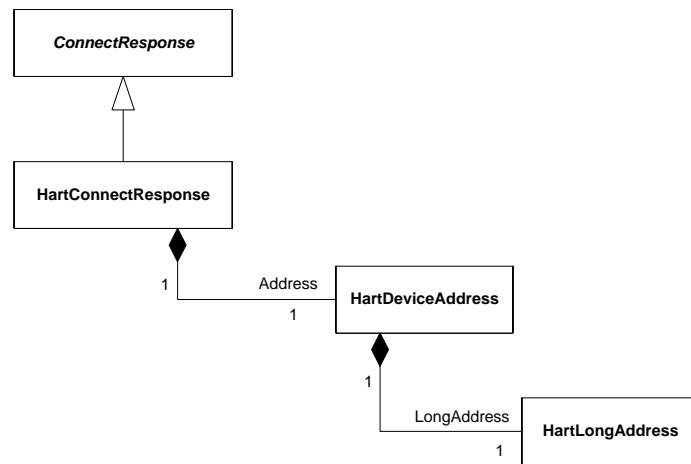 ConnectResponse
HartConnectResponse
1
Address
1
HartDeviceAddress
1
LongAddress
1
HartLongAddress